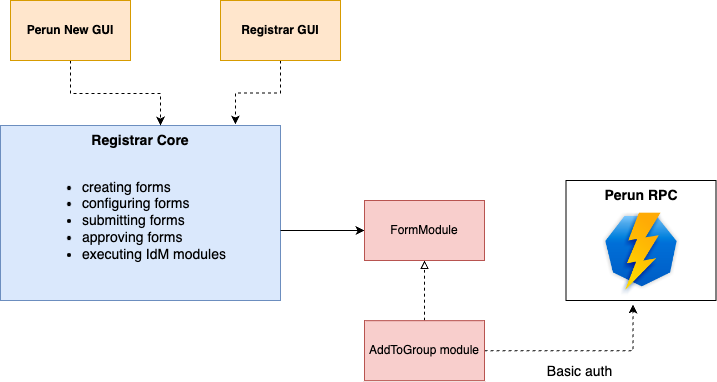 Perun New GUI
Registrar GUI
Registrar Core
creating forms
configuring forms
submitting forms
approving forms
executing IdM modules
FormModule
Perun RPC
AddToGroup module
Basic auth